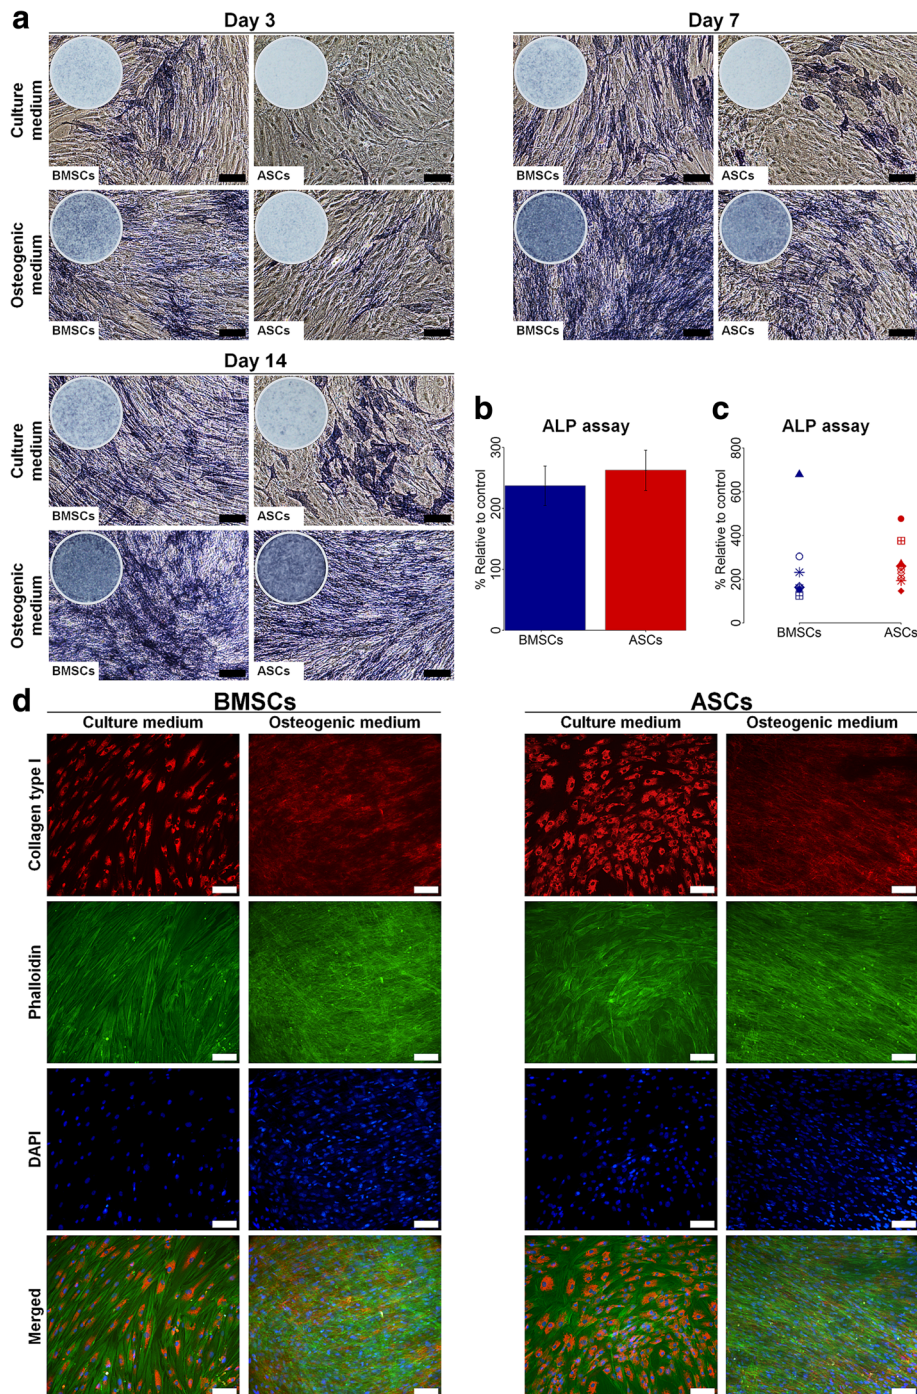 a
Day 3
Day 7
Culture
medium
BMSCs
ASCs
BMSCs
ASCs
Osteogenic
medium
BMSCs
ASCs
BMSCs
ASCs
Day 14
Culture
medium
BMSCs
ASCs
Osteogenic
medium
BMSCs
ASCs
b
ALP assay
% Relative to control
300
200
100
0
BMSCs
ASCs
c
ALP assay
% Relative to control
800
600
400
200
0
BMSCs
ASCs
d
BMSCs
ASCs
Culture medium
Osteogenic medium
Culture medium
Osteogenic medium
Collagen type I
Phalloidin
DAPI
Merged